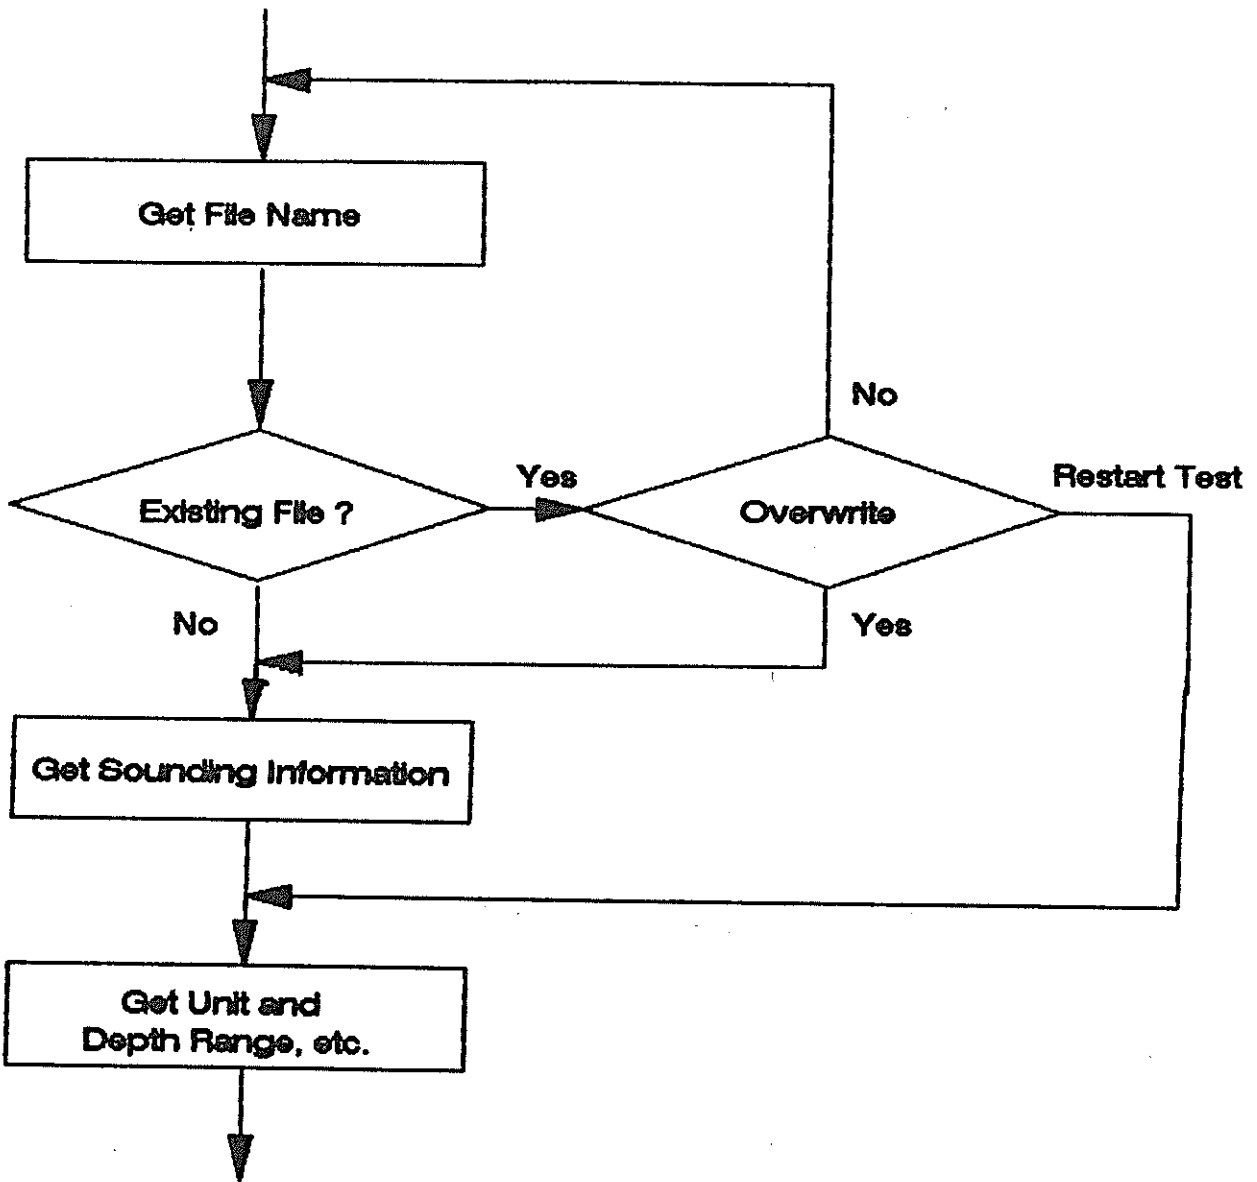 Get File Name
No
Existing File ?
Yes
Overwrite
Restart Test
No
Yes
Get Sounding Information
Get Unit and
Depth Range, etc.